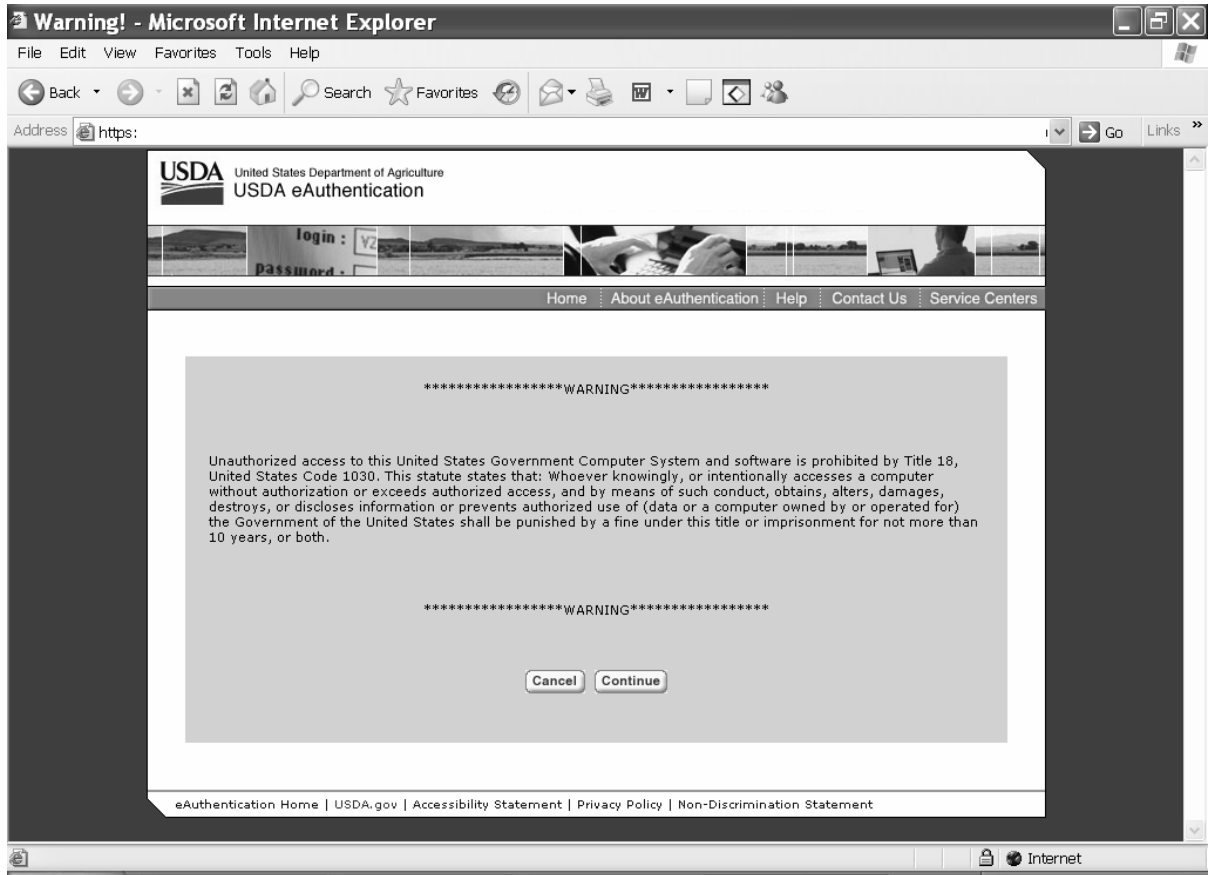 Warning! - Microsoft Internet Explorer
File Edit View Favorites Tools Help
Back Search Favorites
Address https: Go Links »
USDA United States Department of Agriculture
USDA eAuthentication
login :
password :
Home About eAuthentication Help Contact Us Service Centers
*****************WARNING*****************
Unauthorized access to this United States Government Computer System and software is prohibited by Title 18,
United States Code 1030. This statute states that: Whoever knowingly, or intentionally accesses a computer
without authorization or exceeds authorized access, and by means of such conduct, obtains, alters, damages,
destroys, or discloses information or prevents authorized use of (data or a computer owned by or operated for)
the Government of the United States shall be punished by a fine under this title or imprisonment for not more than
10 years, or both.
*****************WARNING*****************
Cancel Continue
eAuthentication Home | USDA.gov | Accessibility Statement | Privacy Policy | Non-Discrimination Statement
Internet